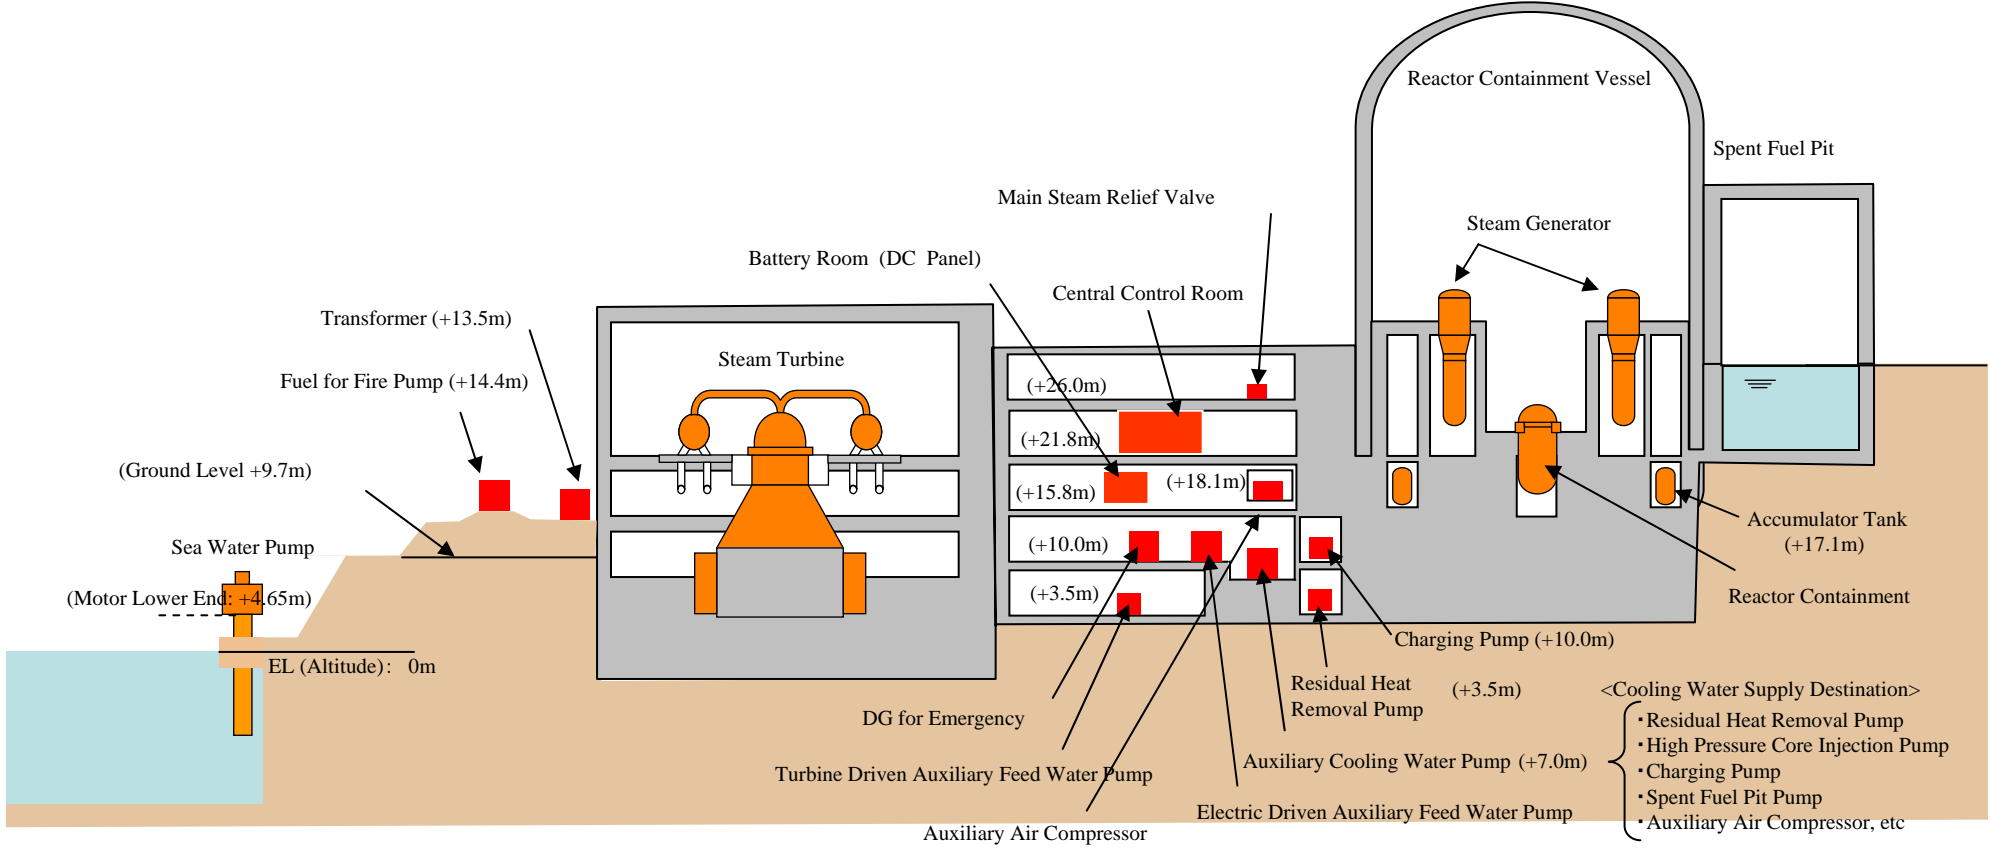 Reactor Containment Vessel
Spent Fuel Pit
Main Steam Relief Valve
Steam Generator
Battery Room (DC Panel)
Central Control Room
Transformer (+13.5m)
Steam Turbine
Fuel for Fire Pump (+14.4m)
(+26.0m)
(+21.8m)
(Ground Level +9.7m)
(+15.8m)
(+18.1m)
Accumulator Tank
(+17.1m)
Sea Water Pump
(+10.0m)
(Motor Lower End: +4.65m)
(+3.5m)
Reactor Containment
Charging Pump (+10.0m)
EL (Altitude): 0m
Residual Heat
Removal Pump
(+3.5m)
DG for Emergency
Auxiliary Cooling Water Pump (+7.0m)
Turbine Driven Auxiliary Feed Water Pump
Electric Driven Auxiliary Feed Water Pump
Auxiliary Air Compressor
<Cooling Water Supply Destination>
・Residual Heat Removal Pump
・High Pressure Core Injection Pump
・Charging Pump
・Spent Fuel Pit Pump
・Auxiliary Air Compressor, etc